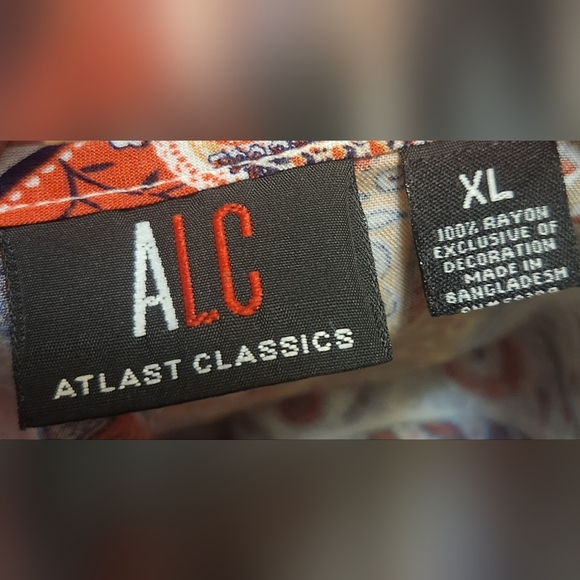 ALC
ATLAST CLASSICS
XL
100% RAYON
EXCLUSIVE OF
DECORATION
MADE IN
BANGLADESH